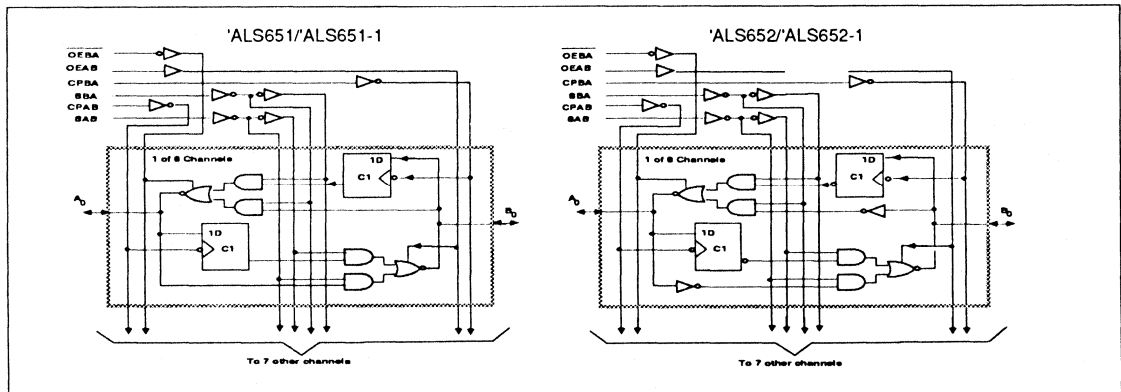 'ALS651/'ALS651-1
OEBA
OEAB
CPBA
SBA
CPAB
SAB
1 of 8 Channels
1D
C1
A0
B0
1D
C1
To 7 other channels
'ALS652/'ALS652-1
OEBA
OEAB
CPBA
SBA
CPAB
SAB
1 of 8 Channels
1D
C1
A0
B0
1D
C1
To 7 other channels